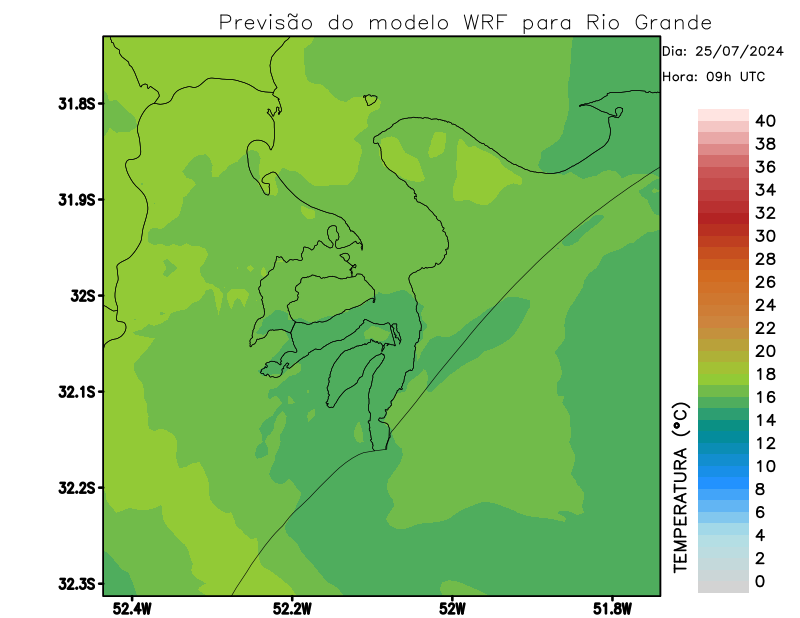 Previsão do modelo WRF para Rio Grande
Dia: 25/07/2024
Hora: 09h UTC
31.8S
31.9S
32S
32.1S
32.2S
32.3S
52.4W
52.2W
52W
51.8W
TEMPERATURA (°C)
40
38
36
34
32
30
28
26
24
22
20
18
16
14
12
10
8
6
4
2
0